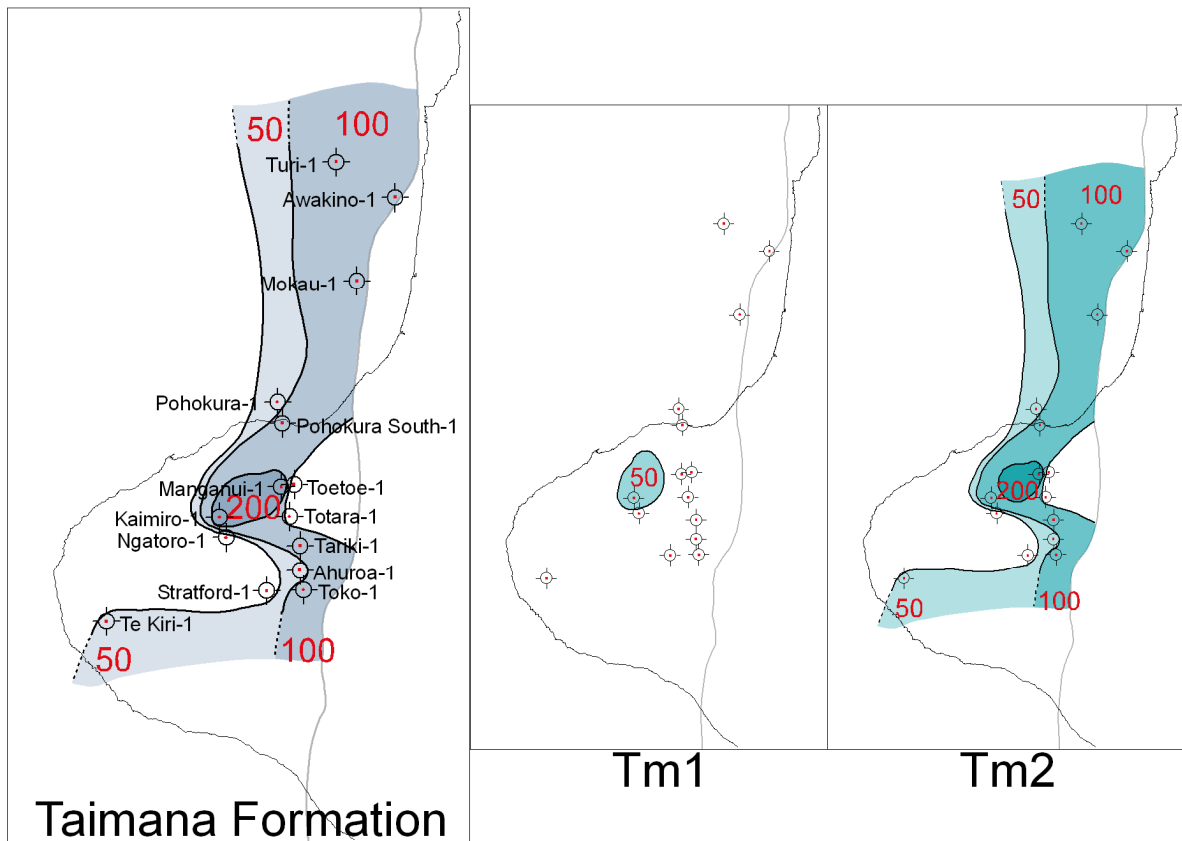 50
100
Turi-1
Awakino-1
Mokau-1
Pohokura-1
Pohokura South-1
Manganui-1
Toetoe-1
200
Kaimiro-1
Totara-1
Ngatoro-1
Tariki-1
Ahuroa-1
Stratford-1
Toko-1
Te Kiri-1
50
100
Taimana Formation
50
Tm1
50
100
200
50
100
Tm2